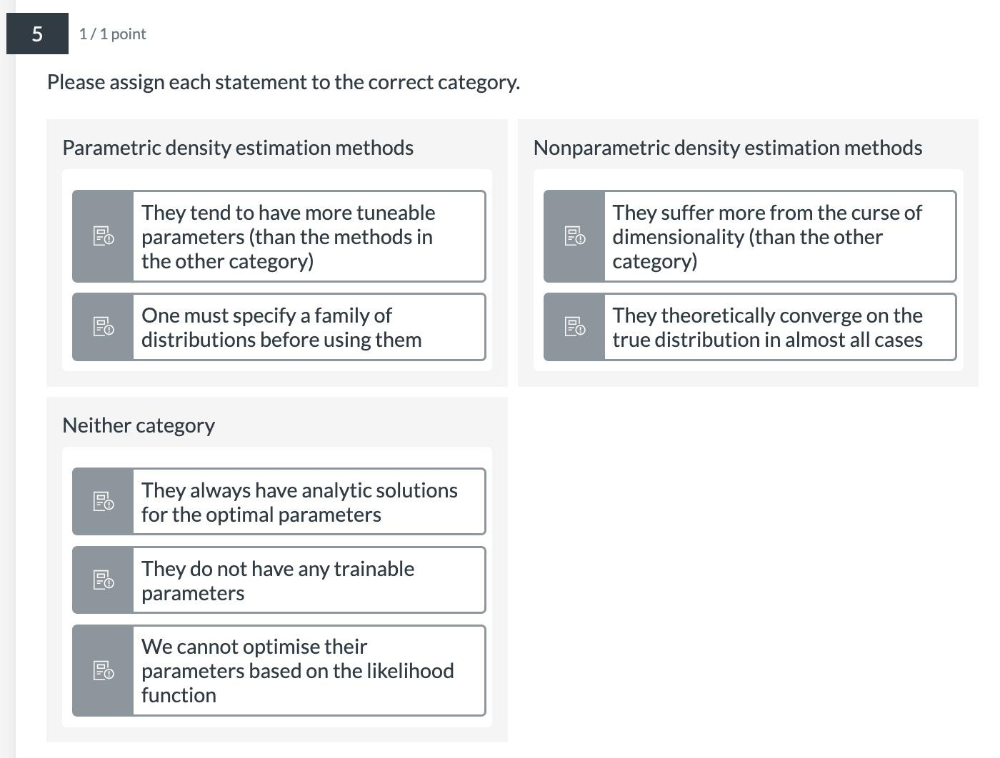 5
1 / 1 point
Please assign each statement to the correct category.
Parametric density estimation methods
They tend to have more tuneable
parameters (than the methods in
the other category)
One must specify a family of
distributions before using them
Nonparametric density estimation methods
They suffer more from the curse of
dimensionality (than the other
category)
They theoretically converge on the
true distribution in almost all cases
Neither category
They always have analytic solutions
for the optimal parameters
They do not have any trainable
parameters
We cannot optimise their
parameters based on the likelihood
function